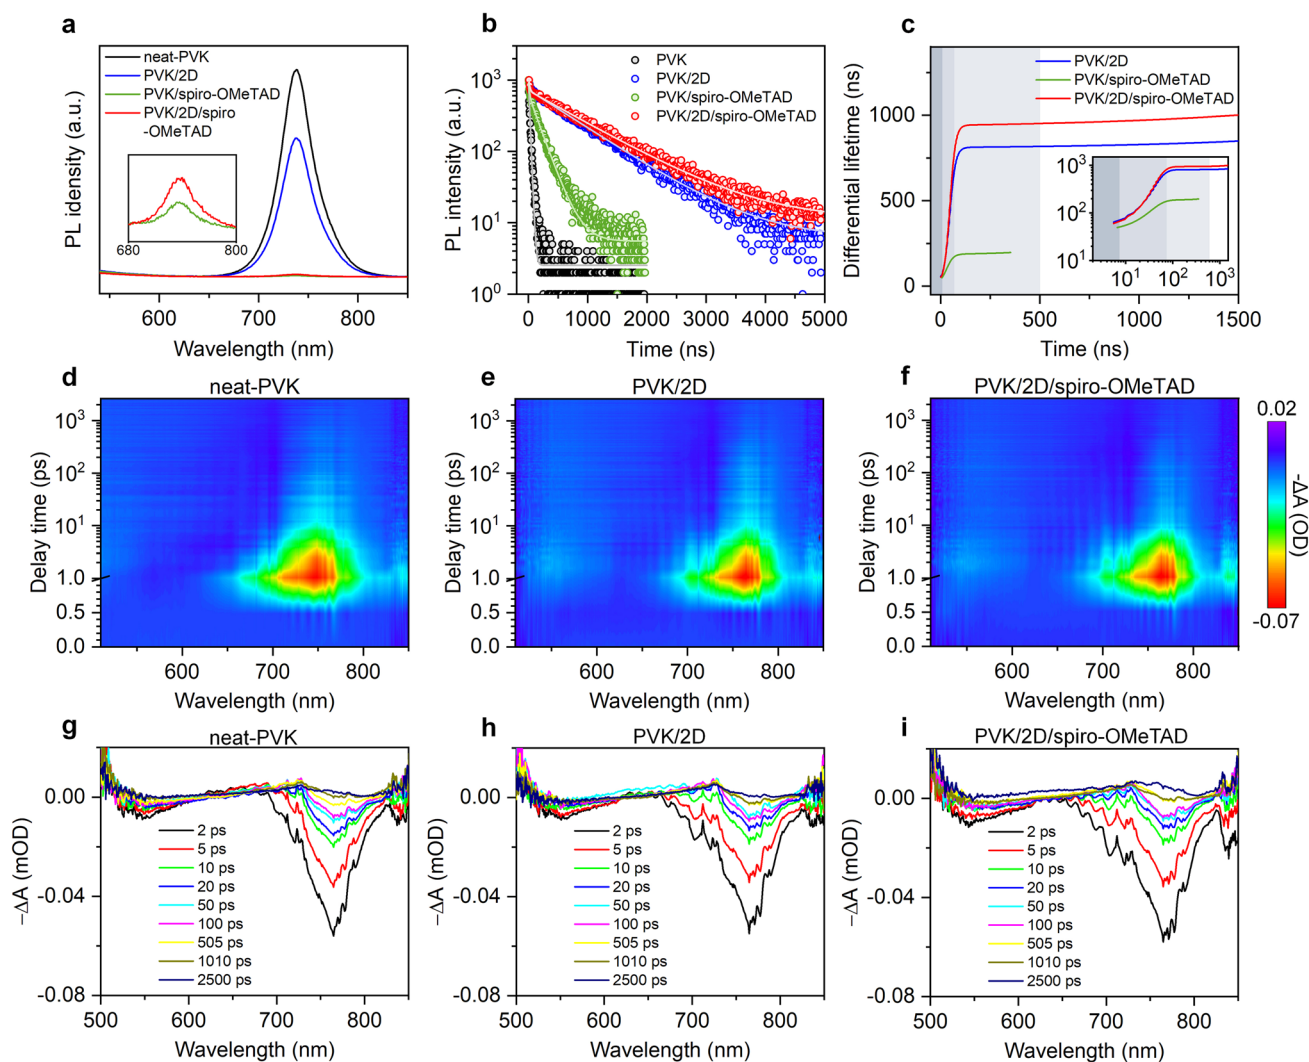 a
neat-PVK
PVK/2D
PVK/spiro-OMeTAD
PVK/2D/spiro
-OMeTAD
680
800
PL idensity (a.u.)
600
700
800
Wavelength (nm)
b
PVK
PVK/2D
PVK/spiro-OMeTAD
PVK/2D/spiro-OMeTAD
PL intensity (a.u.)
10³
10²
10¹
10⁰
0
1000
2000
3000
4000
5000
Time (ns)
c
PVK/2D
PVK/spiro-OMeTAD
PVK/2D/spiro-OMeTAD
Differential lifetime (ns)
1000
750
500
250
0
10³
10²
10¹
10¹
10²
10³
0
500
1000
1500
Time (ns)
d
neat-PVK
Delay time (ps)
10³
10²
10¹
1.0
0.5
0.0
600
700
800
Wavelength (nm)
e
PVK/2D
Delay time (ps)
10³
10²
10¹
1.0
0.5
0.0
600
700
800
Wavelength (nm)
f
PVK/2D/spiro-OMeTAD
Delay time (ps)
10³
10²
10¹
1.0
0.5
0.0
600
700
800
Wavelength (nm)
0.02
-ΔA (OD)
-0.07
g
neat-PVK
−ΔA (mOD)
0.00
-0.04
-0.08
2 ps
5 ps
10 ps
20 ps
50 ps
100 ps
505 ps
1010 ps
2500 ps
500
600
700
800
Wavelength (nm)
h
PVK/2D
−ΔA (mOD)
0.00
-0.04
-0.08
2 ps
5 ps
10 ps
20 ps
50 ps
100 ps
505 ps
1010 ps
2500 ps
500
600
700
800
Wavelength (nm)
i
PVK/2D/spiro-OMeTAD
−ΔA (mOD)
0.00
-0.04
-0.08
2 ps
5 ps
10 ps
20 ps
50 ps
100 ps
505 ps
1010 ps
2500 ps
500
600
700
800
Wavelength (nm)